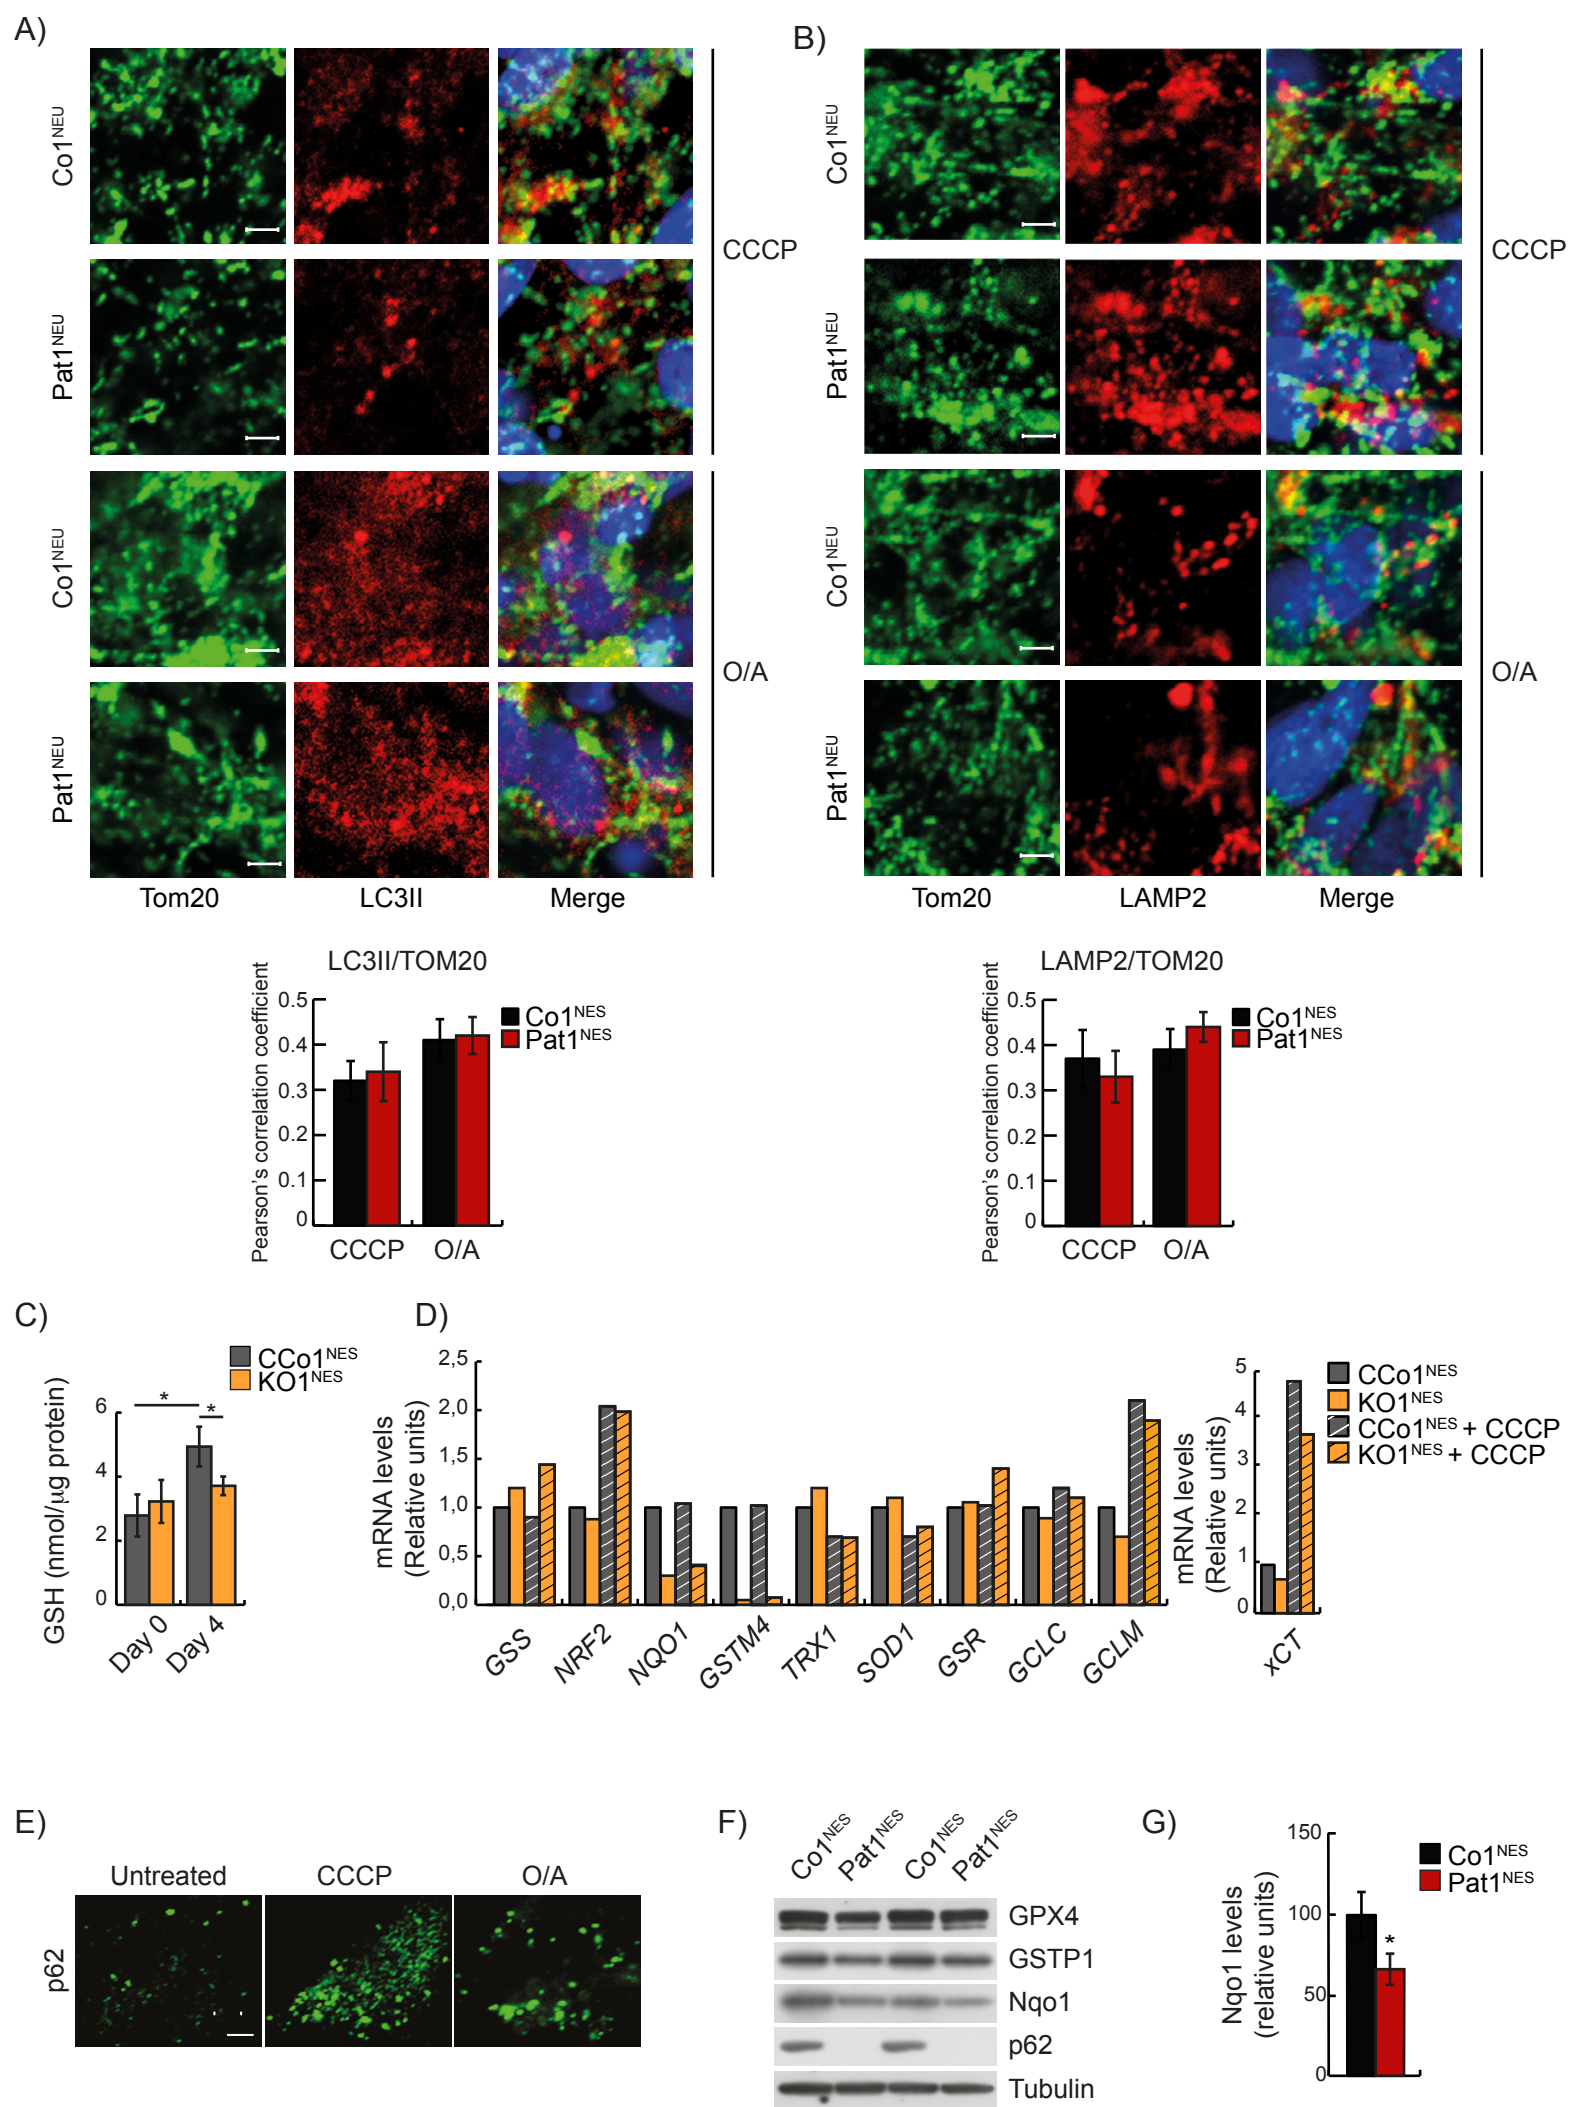 A)
B)
Co1NEU
Pat1NEU
Co1NEU
Pat1NEU
CCCP
O/A
Tom20 LC3II Merge
Co1NEU
Pat1NEU
Co1NEU
Pat1NEU
CCCP
O/A
Tom20 LAMP2 Merge
LC3II/TOM20
Pearson's correlation coefficient
0.5
0.4
0.3
0.2
0.1
0
CCCP O/A
Co1NES
Pat1NES
LAMP2/TOM20
Pearson's correlation coefficient
0.5
0.4
0.3
0.2
0.1
0
CCCP O/A
Co1NES
Pat1NES
C)
CCo1NES
KO1NES
GSH (nmol/µg protein)
6
4
2
0
* *
Day 0 Day 4
D)
mRNA levels
(Relative units)
2,5
2,0
1,5
1,0
0,5
0,0
GSS NRF2 NQO1 GSTM4 TRX1 SOD1 GSR GCLC GCLM
mRNA levels
(Relative units)
5
4
3
2
1
0
xCT
CCo1NES
KO1NES
CCo1NES + CCCP
KO1NES + CCCP
E)
Untreated CCCP O/A
p62
F)
Co1NES Pat1NES Co1NES Pat1NES
GPX4
GSTP1
Nqo1
p62
Tubulin
G)
Nqo1 levels
(relative units)
150
100
50
0
*
Co1NES
Pat1NES